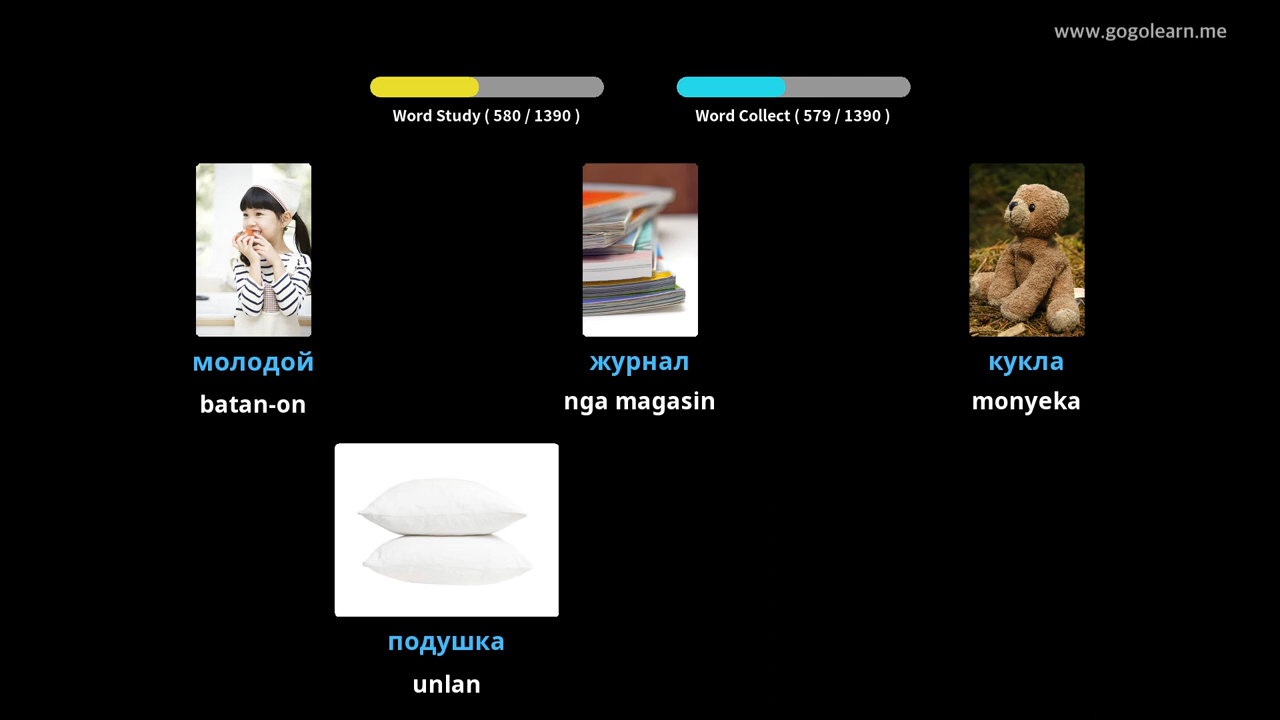 www.gogolearn.me
Word Study ( 580 / 1390 )
Word Collect ( 579 / 1390 )
молодой
журнал
кукла
batan-on
nga magasin
monyeka
подушка
unlan